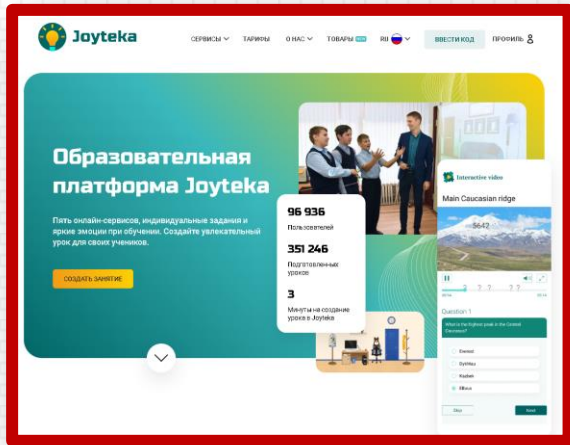 Joyteka
СЕРВИСЫ
ТАРИФЫ
О НАС
ТОВАРЫ
RU
ВВЕСТИ КОД
ПРОФИЛЬ
Образовательная
платформа Joyteka
Пять онлайн-сервисов, индивидуальные задания и
яркие эмоции при обучении. Создайте увлекательный
урок для своих учеников.
СОЗДАТЬ ЗАНЯТИЕ
96 936
Пользователей
351 246
Подготовленных
уроков
3
Минуты на создание
урока в Joyteka
Interactive video
Main Caucasian ridge
5642
? ? ? ? ?
Question 1
What is the highest peak in the Central
Caucasus?
Everest
Dykhtau
Kazbek
Elbrus
Skip
Next